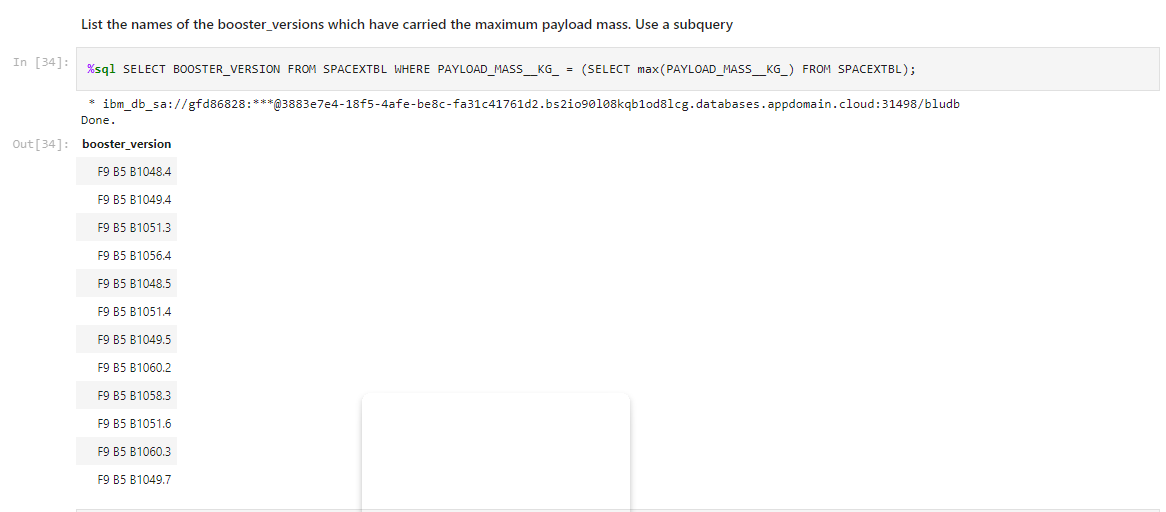 List the names of the booster_versions which have carried the maximum payload mass. Use a subquery
In [34]: %sql SELECT BOOSTER_VERSION FROM SPACEXTBL WHERE PAYLOAD_MASS__KG_ = (SELECT max(PAYLOAD_MASS__KG_) FROM SPACEXTBL);
* ibm_db_sa://gfd86828:***@3883e7e4-18f5-4afe-be8c-fa31c41761d2.bs2io90l08kqb1od8lcg.databases.appdomain.cloud:31498/bludb
Done.
Out[34]: booster_version
F9 B5 B1048.4
F9 B5 B1049.4
F9 B5 B1051.3
F9 B5 B1056.4
F9 B5 B1048.5
F9 B5 B1051.4
F9 B5 B1049.5
F9 B5 B1060.2
F9 B5 B1058.3
F9 B5 B1051.6
F9 B5 B1060.3
F9 B5 B1049.7